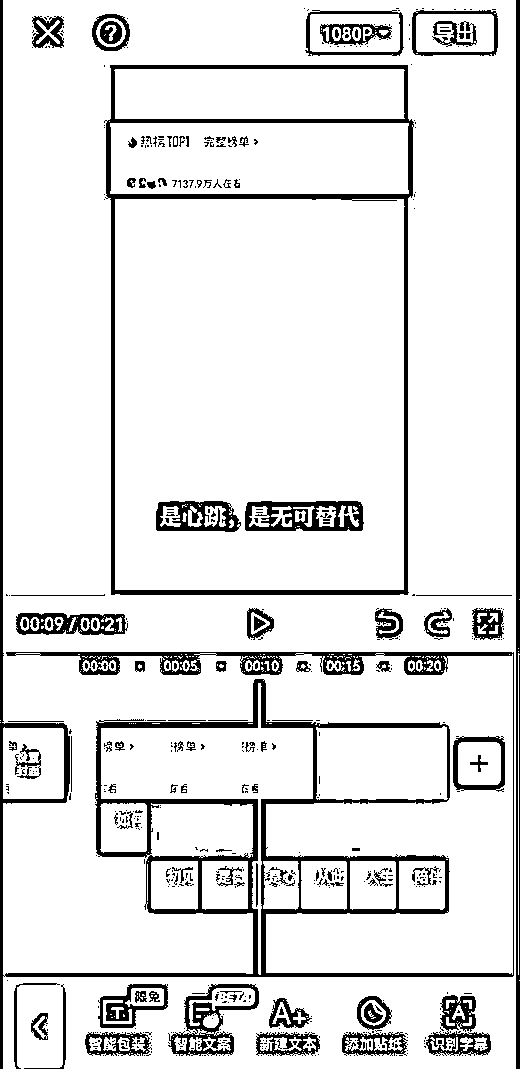 1080P
导出
热榜TOP1 完整榜单 >
7137.9万人在看
是心跳，是无可替代
00:09 / 00:21
00:00 00:05 00:10 00:15 00:20
榜单 > 榜单 > 榜单 >
在看 在看 在看
初见 是在 是心 从此 人生 陪伴
限免 BETA
智能包装 智能文案 新建文本 添加贴纸 识别字幕